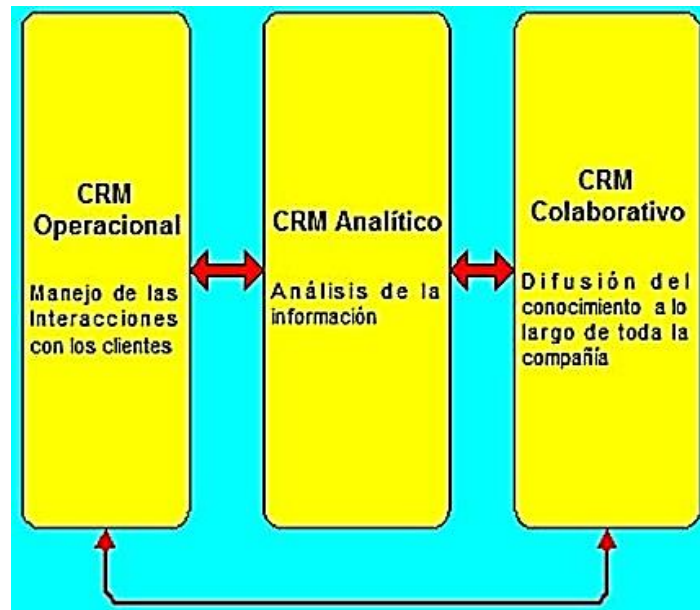 CRM
Operacional
Manejo de las
Interacciones
con los clientes
CRM Analítico
Análisis de la
información
CRM
Colaborativo
Difusión del
conocimiento a lo
largo de toda la
compañía